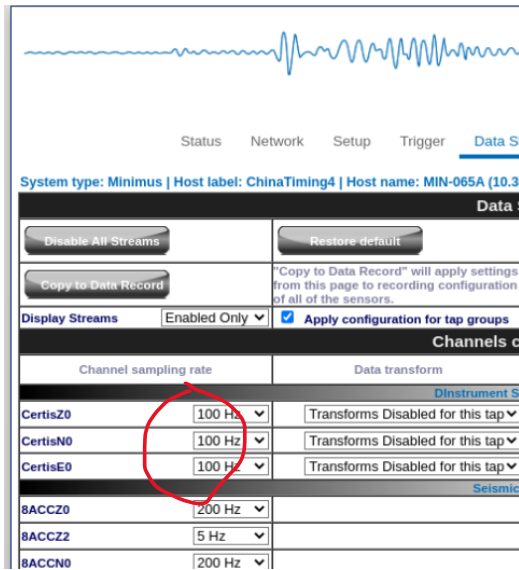 Status Network Setup Trigger Data S
System type: Minimus | Host label: ChinaTiming4 | Host name: MIN-065A (10.3
Data
Disable All Streams Restore default
Copy to Data Record "Copy to Data Record" will apply settings
from this page to recording configuration
of all of the sensors.
Display Streams Enabled Only Apply configuration for tap groups
Channels c
Channel sampling rate Data transform
DInstrument S
CertisZ0 100 Hz Transforms Disabled for this tap
CertisN0 100 Hz Transforms Disabled for this tap
CertisE0 100 Hz Transforms Disabled for this tap
Seismic
8ACCZ0 200 Hz
8ACCZ2 5 Hz
8ACCN0 200 Hz